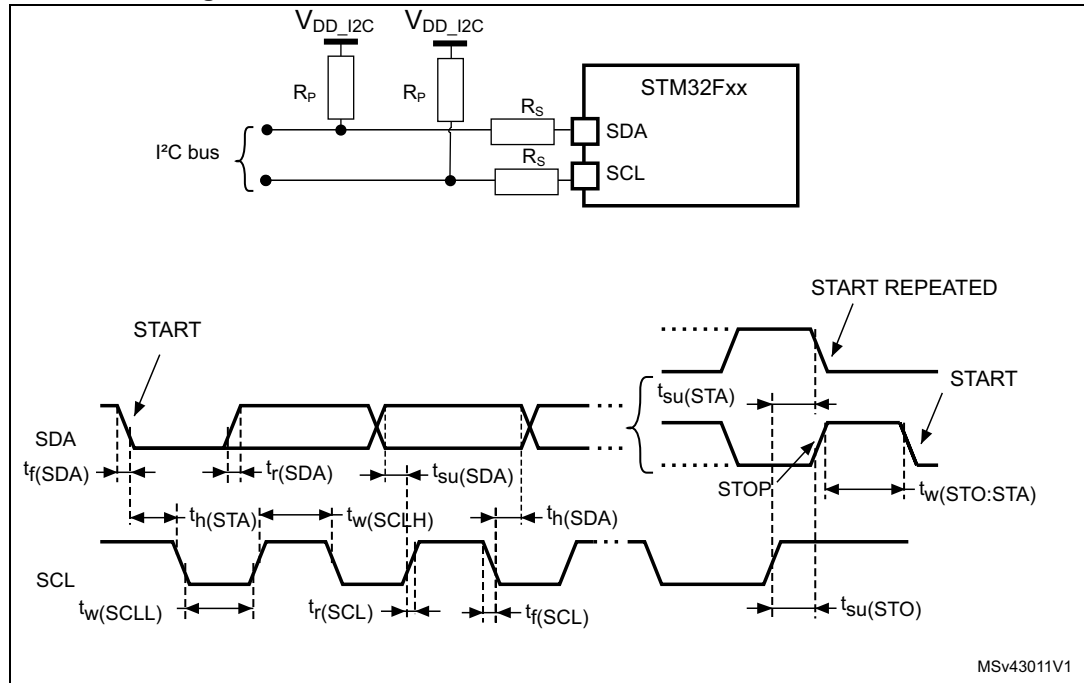 VDD_I2C VDD_I2C
STM32Fxx
RP RP RS
SDA
I²C bus
RS
SCL
START REPEATED
START
START
tsu(STA)
SDA
tf(SDA) tr(SDA) tsu(SDA) STOP tw(STO:STA)
th(STA) tw(SCLH) th(SDA)
SCL
tw(SCLL) tr(SCL) tf(SCL) tsu(STO)
MSv43011V1